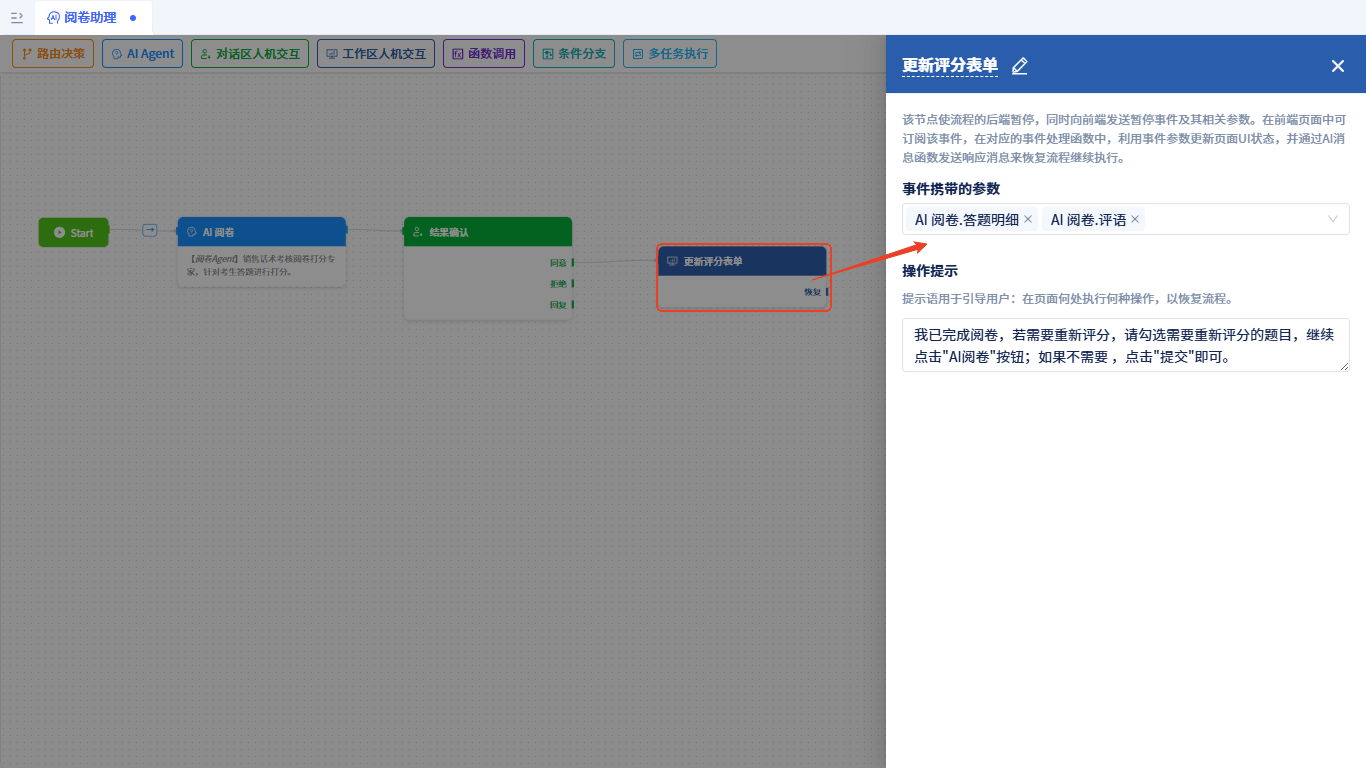 阅卷助理
路由决策
AI Agent
对话区人机交互
工作区人机交互
函数调用
条件分支
多任务执行
Start
AI 阅卷
【阅卷Agent】销售话术考核阅卷打分专
家，针对考生答题进行打分。
结果确认
同意
拒绝
回复
更新评分表单
恢复
更新评分表单
该节点使流程的后端暂停，同时向前端发送暂停事件及其相关参数。在前端页面中可
订阅该事件，在对应的事件处理函数中，利用事件参数更新页面UI状态，并通过AI消
息函数发送响应消息来恢复流程继续执行。
事件携带的参数
AI 阅卷.答题明细 AI 阅卷.评语
操作提示
提示语用于引导用户：在页面何处执行何种操作，以恢复流程。
我已完成阅卷，若需要重新评分，请勾选需要重新评分的题目，继续
点击"AI阅卷"按钮；如果不需要 ，点击"提交"即可。